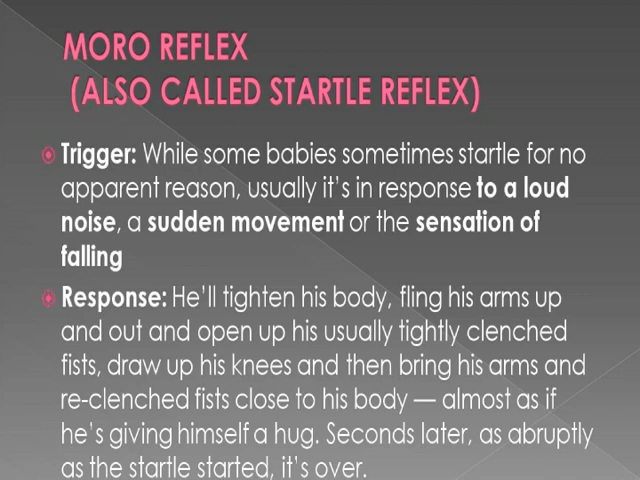 MORO REFLEX
(ALSO CALLED STARTLE REFLEX)
Trigger: While some babies sometimes startle for no
apparent reason, usually it's in response to a loud
noise, a sudden movement or the sensation of
falling
Response: He'll tighten his body, fling his arms up
and out and open up his usually tightly clenched
fists, draw up his knees and then bring his arms and
re-clenched fists close to his body — almost as if
he's giving himself a hug. Seconds later, as abruptly
as the startle started, it's over.